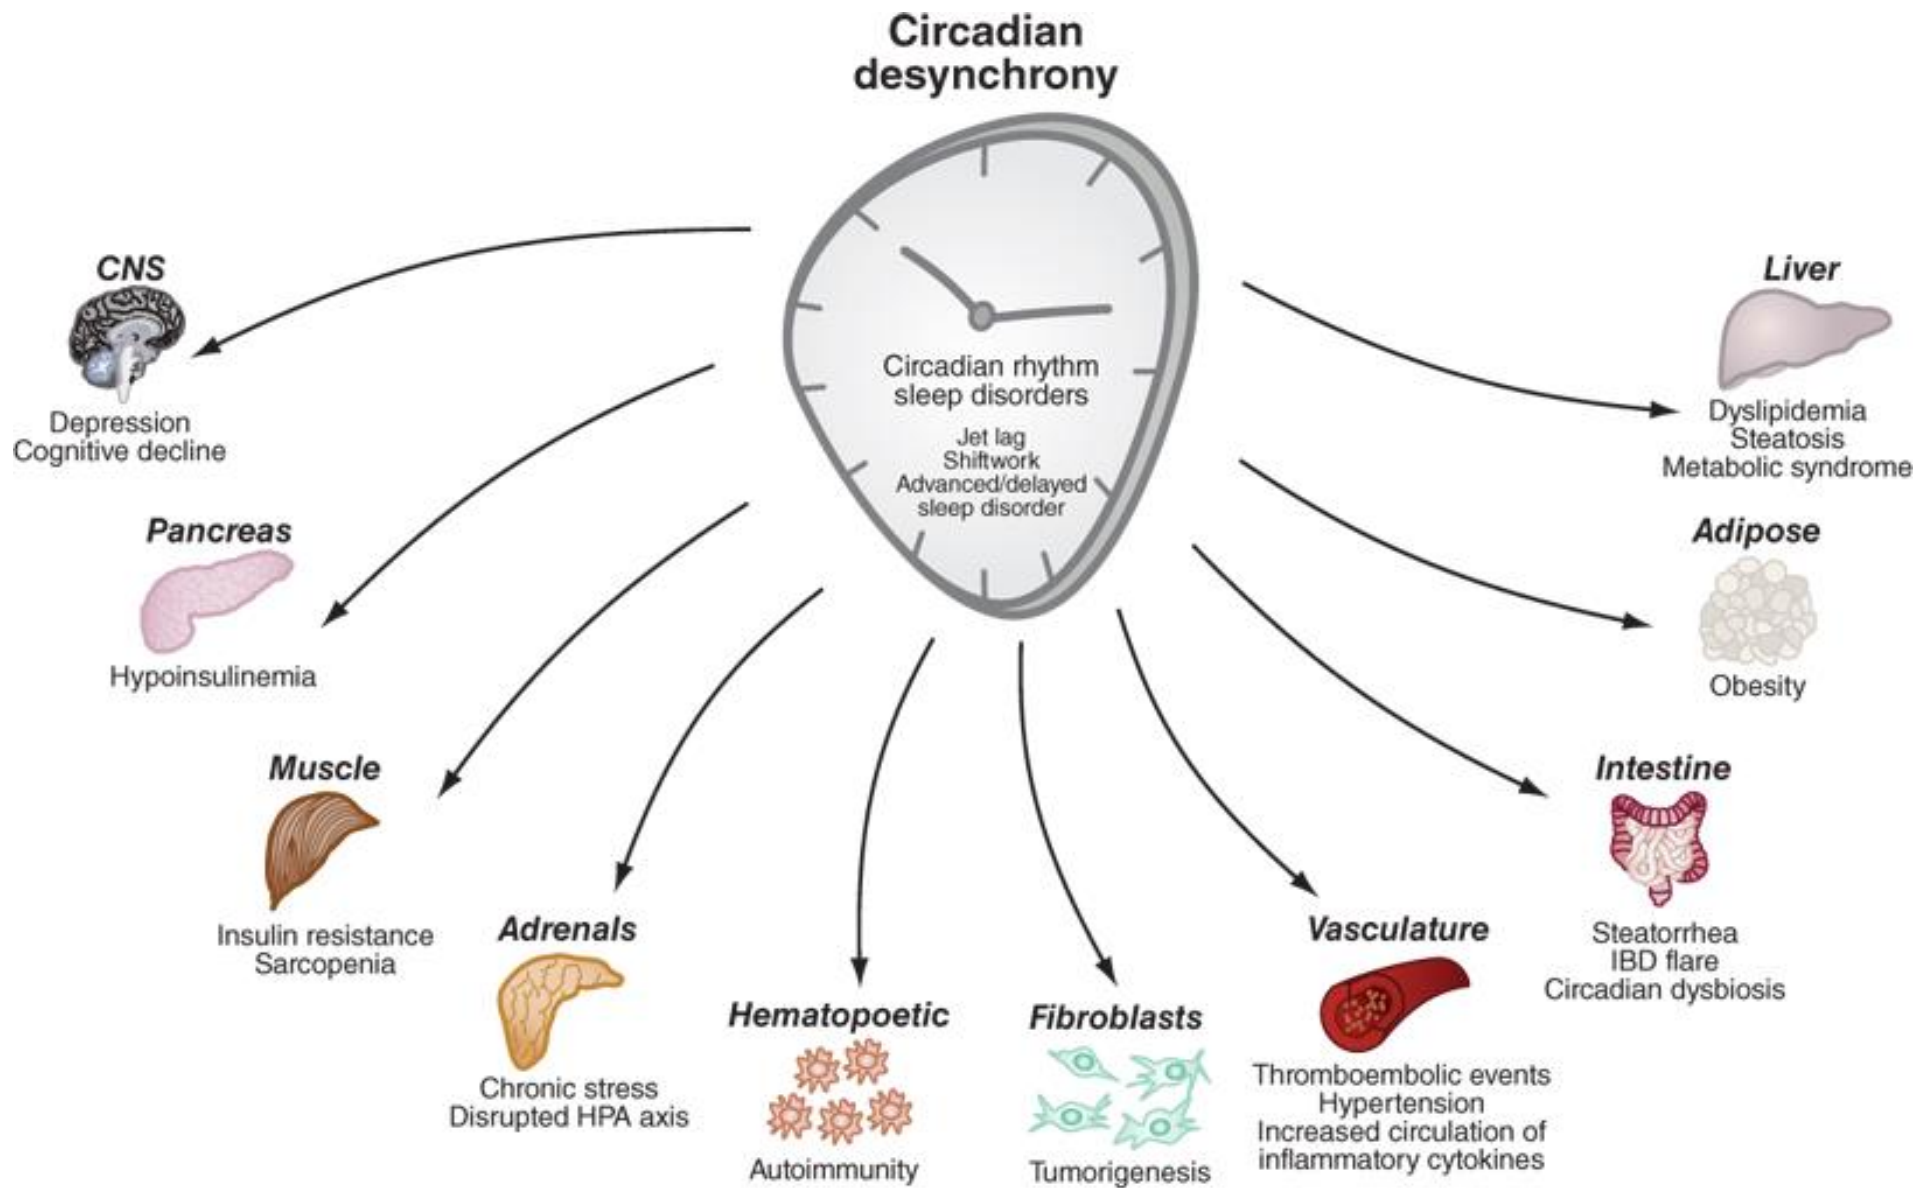 Circadian
desynchrony
Circadian rhythm
sleep disorders
Jet lag
Shiftwork
Advanced/delayed
sleep disorder
CNS
Depression
Cognitive decline
Pancreas
Hypoinsulinemia
Muscle
Insulin resistance
Sarcopenia
Adrenals
Chronic stress
Disrupted HPA axis
Hematopoetic
Autoimmunity
Fibroblasts
Tumorigenesis
Vasculature
Thromboembolic events
Hypertension
Increased circulation of
inflammatory cytokines
Intestine
Steatorrhea
IBD flare
Circadian dysbiosis
Adipose
Obesity
Liver
Dyslipidemia
Steatosis
Metabolic syndrome